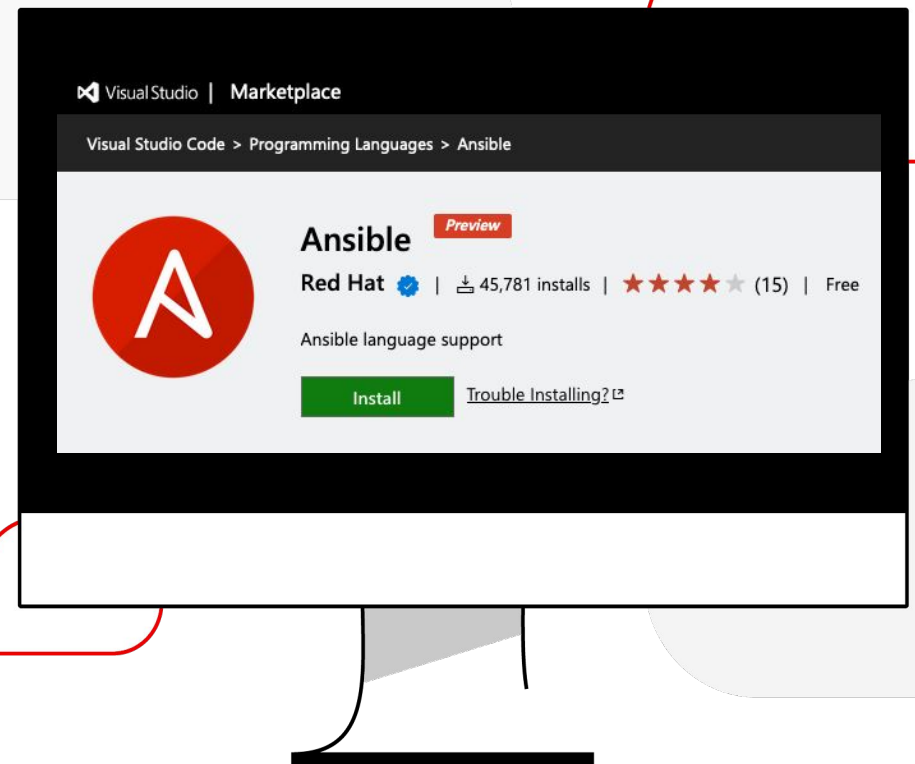 Visual Studio | Marketplace
Visual Studio Code > Programming Languages > Ansible
Ansible Preview
Red Hat | 45,781 installs | ★★★★★ (15) | Free
Ansible language support
Install Trouble Installing?